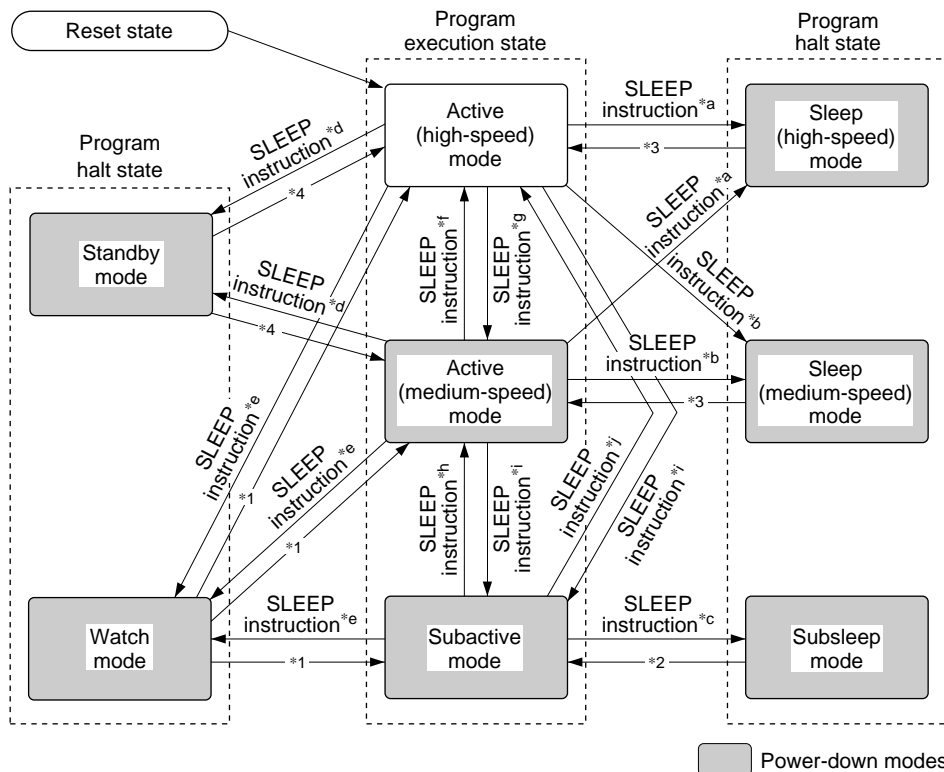 Reset state
Program
execution state
Program
halt state
Program
halt state
Active
(high-speed)
mode
SLEEP
instruction*a
*3
Sleep
(high-speed)
mode
SLEEP
instruction*d
*4
Standby
mode
SLEEP
instruction*d
*4
SLEEP
instruction*f
SLEEP
instruction*g
SLEEP
instruction*a
SLEEP
instruction*b
Active
(medium-speed)
mode
SLEEP
instruction*b
*3
Sleep
(medium-speed)
mode
SLEEP
instruction*e
*1
SLEEP
instruction*e
*1
SLEEP
instruction*h
SLEEP
instruction*i
SLEEP
instruction*j
SLEEP
instruction*i
Watch
mode
SLEEP
instruction*e
*1
Subactive
mode
SLEEP
instruction*c
*2
Subsleep
mode
Power-down modes